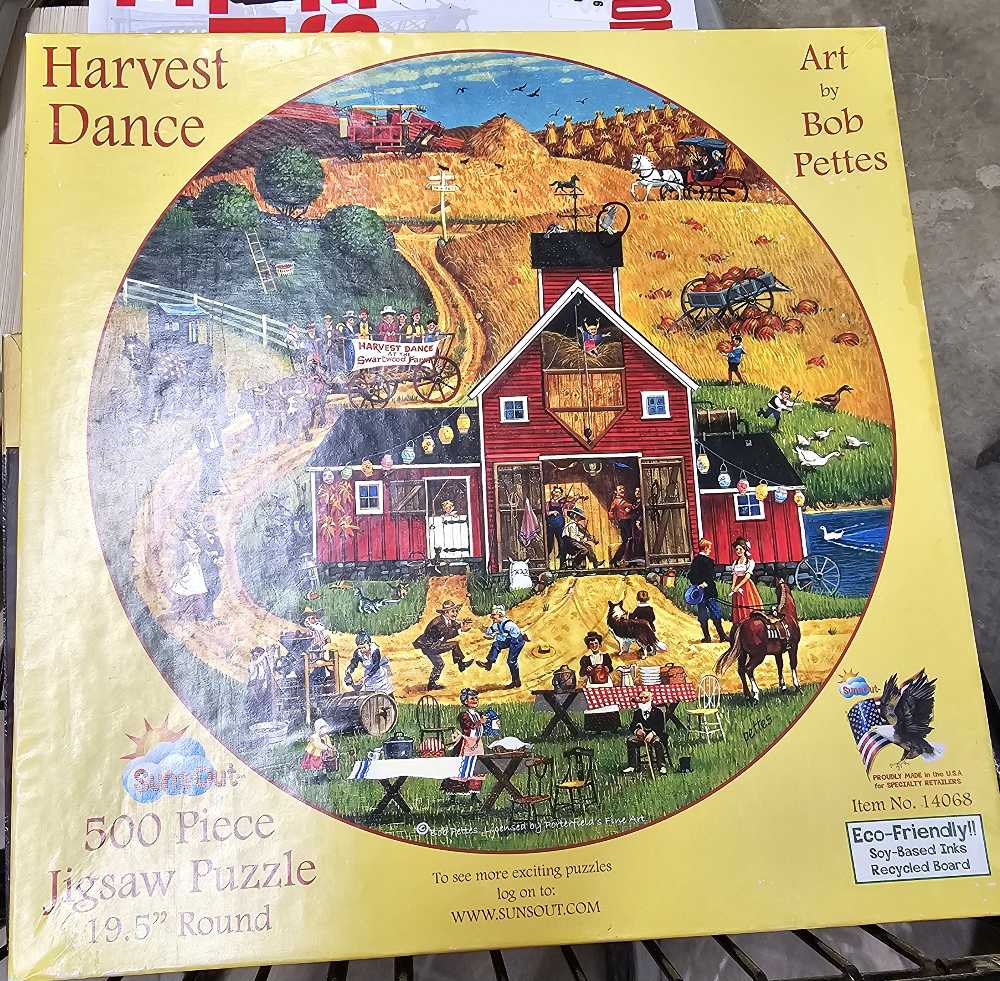 Harvest
Dance
Art
by
Bob
Pettes
HARVEST DANCE
AT THE
Swartwood Farm
pettes
© Bob Pettes Licensed by Porterfield's Fine Art
SunsOut
500 Piece
Jigsaw Puzzle
19.5” Round
To see more exciting puzzles
log on to:
WWW.SUNSOUT.COM
SunsOut
PROUDLY MADE in the U.S.A
for SPECIALTY RETAILERS
Item No. 14068
Eco-Friendly!!
Soy-Based Inks
Recycled Board